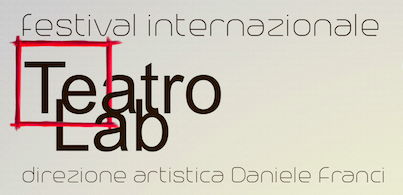 festival internazionale
Teatro
Lab
direzione artistica Daniele Franci